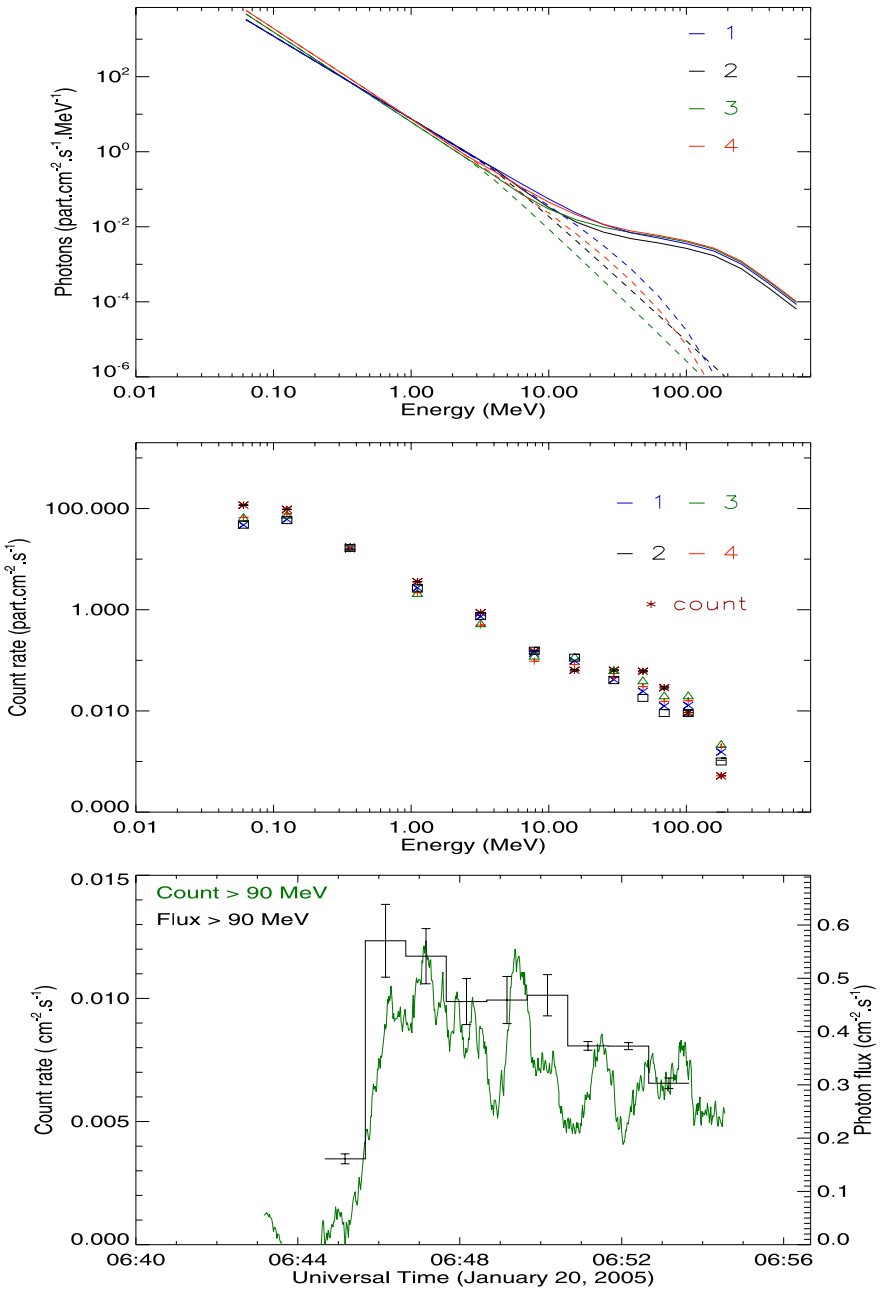 1
2
3
4
10²
10⁰
10⁻²
10⁻⁴
10⁻⁶
Photons (part.cm⁻².s⁻¹.MeV⁻¹)
0.01 0.10 1.00 10.00 100.00
Energy (MeV)
1 3
2 4
count
100.000
1.000
0.010
0.000
Count rate (part.cm⁻².s⁻¹)
0.01 0.10 1.00 10.00 100.00
Energy (MeV)
Count > 90 MeV
Flux > 90 MeV
0.015
0.010
0.005
0.000
Count rate ( cm⁻².s⁻¹)
0.6
0.5
0.4
0.3
0.2
0.1
0.0
Photon flux (cm⁻².s⁻¹)
06:40 06:44 06:48 06:52 06:56
Universal Time (January 20, 2005)